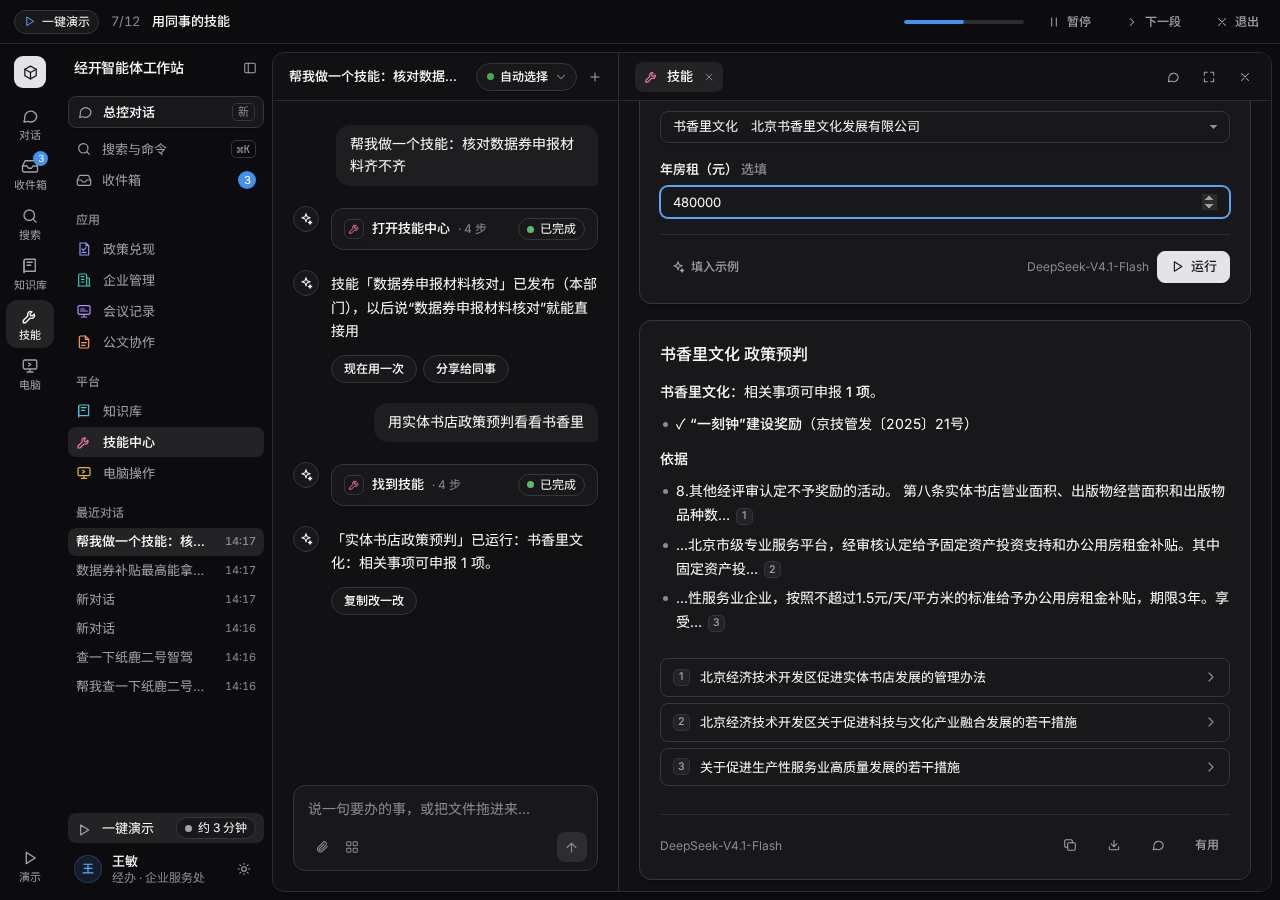 一键演示
7/12
用同事的技能
暂停
下一段
退出
对话
3
收件箱
搜索
知识库
技能
电脑
演示
经开智能体工作站
总控对话
新
搜索与命令
⌘K
收件箱
3
应用
政策兑现
企业管理
会议记录
公文协作
平台
知识库
技能中心
电脑操作
最近对话
帮我做一个技能：核...
14:17
数据券补贴最高能拿...
14:17
新对话
14:17
新对话
14:16
查一下纸鹿二号智驾
14:16
帮我查一下纸鹿二号...
14:16
一键演示
约 3 分钟
王
王敏
经办 · 企业服务处
帮我做一个技能：核对数据...
自动选择
帮我做一个技能：核对数据券申报材
料齐不齐
打开技能中心
· 4 步
已完成
技能「数据券申报材料核对」已发布（本部
门），以后说“数据券申报材料核对”就能直
接用
现在用一次
分享给同事
用实体书店政策预判看看书香里
找到技能
· 4 步
已完成
「实体书店政策预判」已运行：书香里文
化：相关事项可申报 1 项。
复制改一改
说一句要办的事，或把文件拖进来...
技能
书香里文化　北京书香里文化发展有限公司
年房租（元） 选填
480000
填入示例
DeepSeek-V4.1-Flash
运行
书香里文化 政策预判
书香里文化：相关事项可申报 1 项。
✓ “一刻钟”建设奖励（京技管发〔2025〕21号）
依据
8.其他经评审认定不予奖励的活动。 第八条实体书店营业面积、出版物经营面积和出版物
品种数... 1
...北京市级专业服务平台，经审核认定给予固定资产投资支持和办公用房租金补贴。其中
固定资产投... 2
...性服务业企业，按照不超过1.5元/天/平方米的标准给予办公用房租金补贴，期限3年。享
受... 3
1 北京经济技术开发区促进实体书店发展的管理办法
2 北京经济技术开发区关于促进科技与文化产业融合发展的若干措施
3 关于促进生产性服务业高质量发展的若干措施
DeepSeek-V4.1-Flash
有用